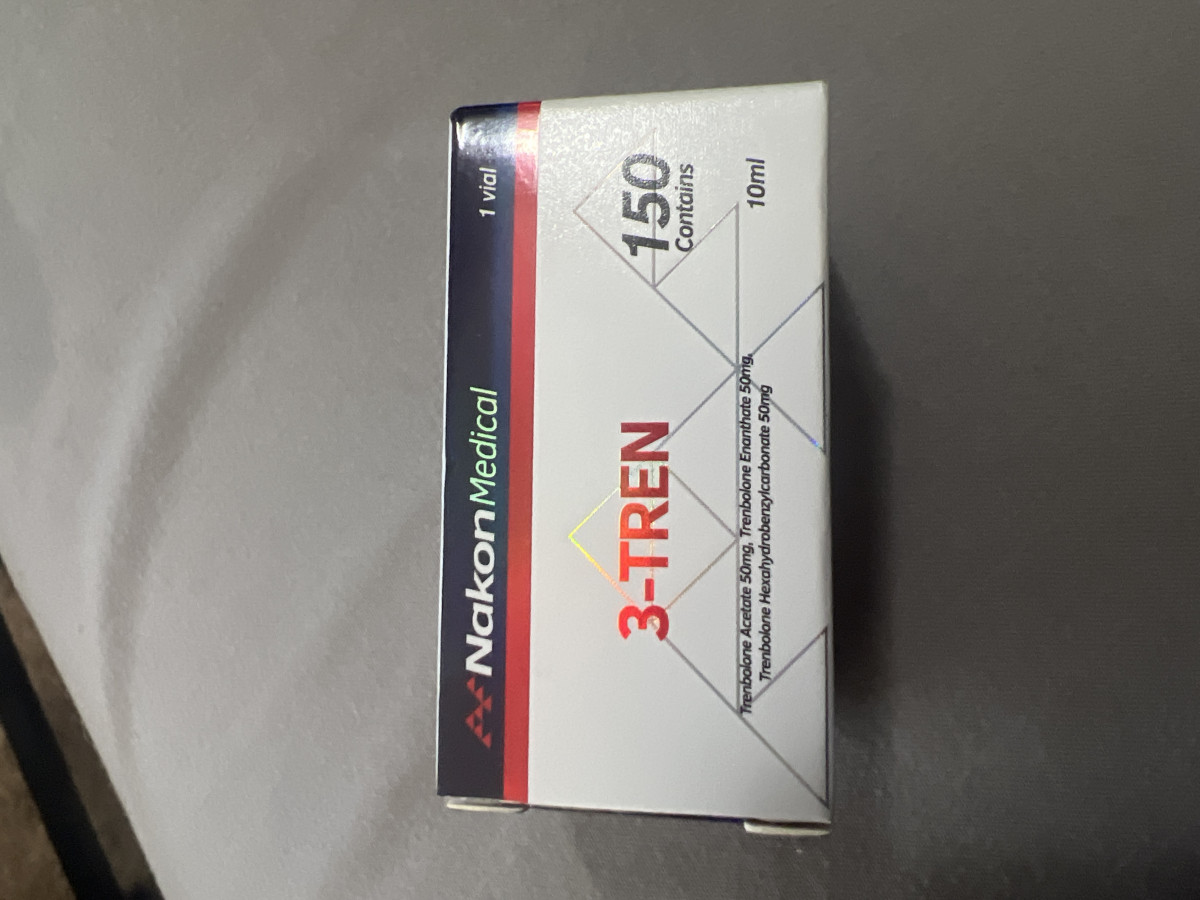 NakonMedical
1 vial
3-TREN
150
Contains
Trenbolone Acetate 50mg, Trenbolone Enanthate 50mg,
Trenbolone Hexahydrobenzylcarbonate 50mg
10ml